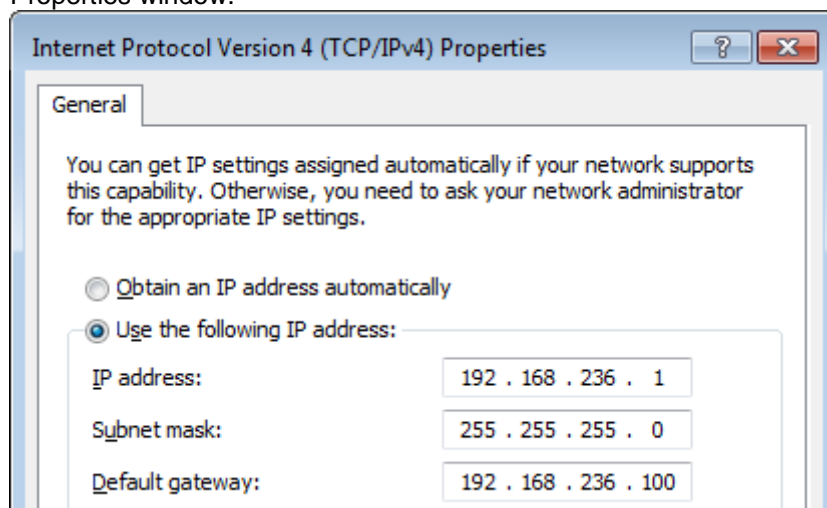 Properties window.
Internet Protocol Version 4 (TCP/IPv4) Properties
General
You can get IP settings assigned automatically if your network supports
this capability. Otherwise, you need to ask your network administrator
for the appropriate IP settings.
Obtain an IP address automatically
Use the following IP address:
IP address: 192 . 168 . 236 . 1
Subnet mask: 255 . 255 . 255 . 0
Default gateway: 192 . 168 . 236 . 100